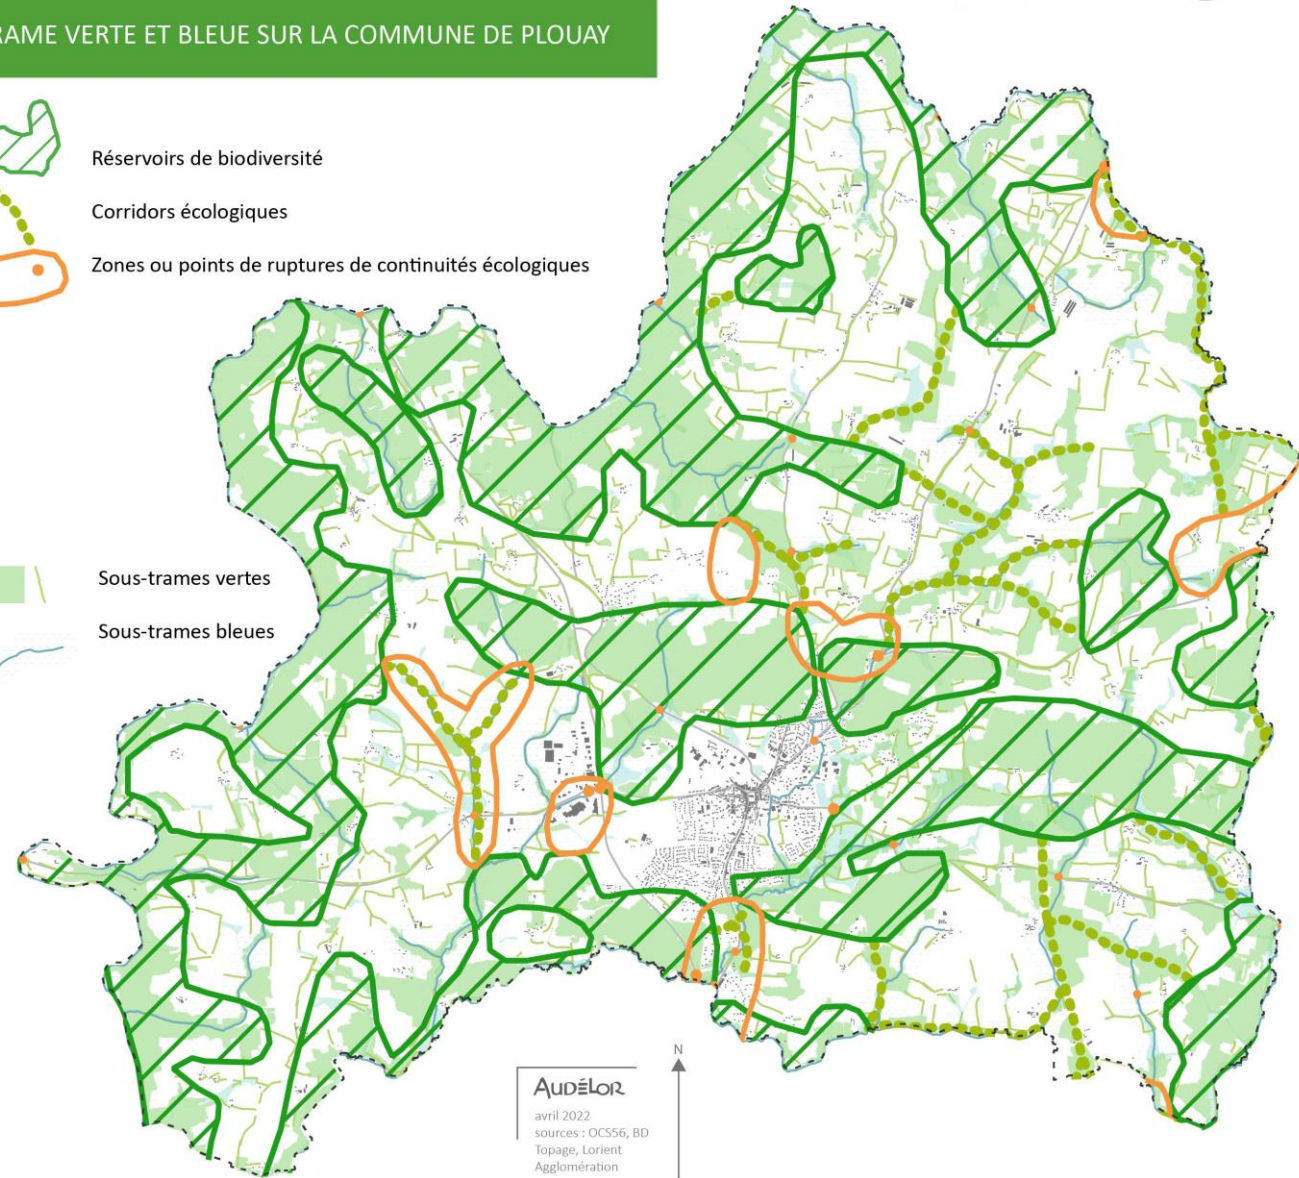 RAME VERTE ET BLEUE SUR LA COMMUNE DE PLOUAY
Réservoirs de biodiversité
Corridors écologiques
Zones ou points de ruptures de continuités écologiques
Sous-trames vertes
Sous-trames bleues
AUDÉLOR
avril 2022
sources : OCS56, BD
Topage, Lorient
Agglomération
N